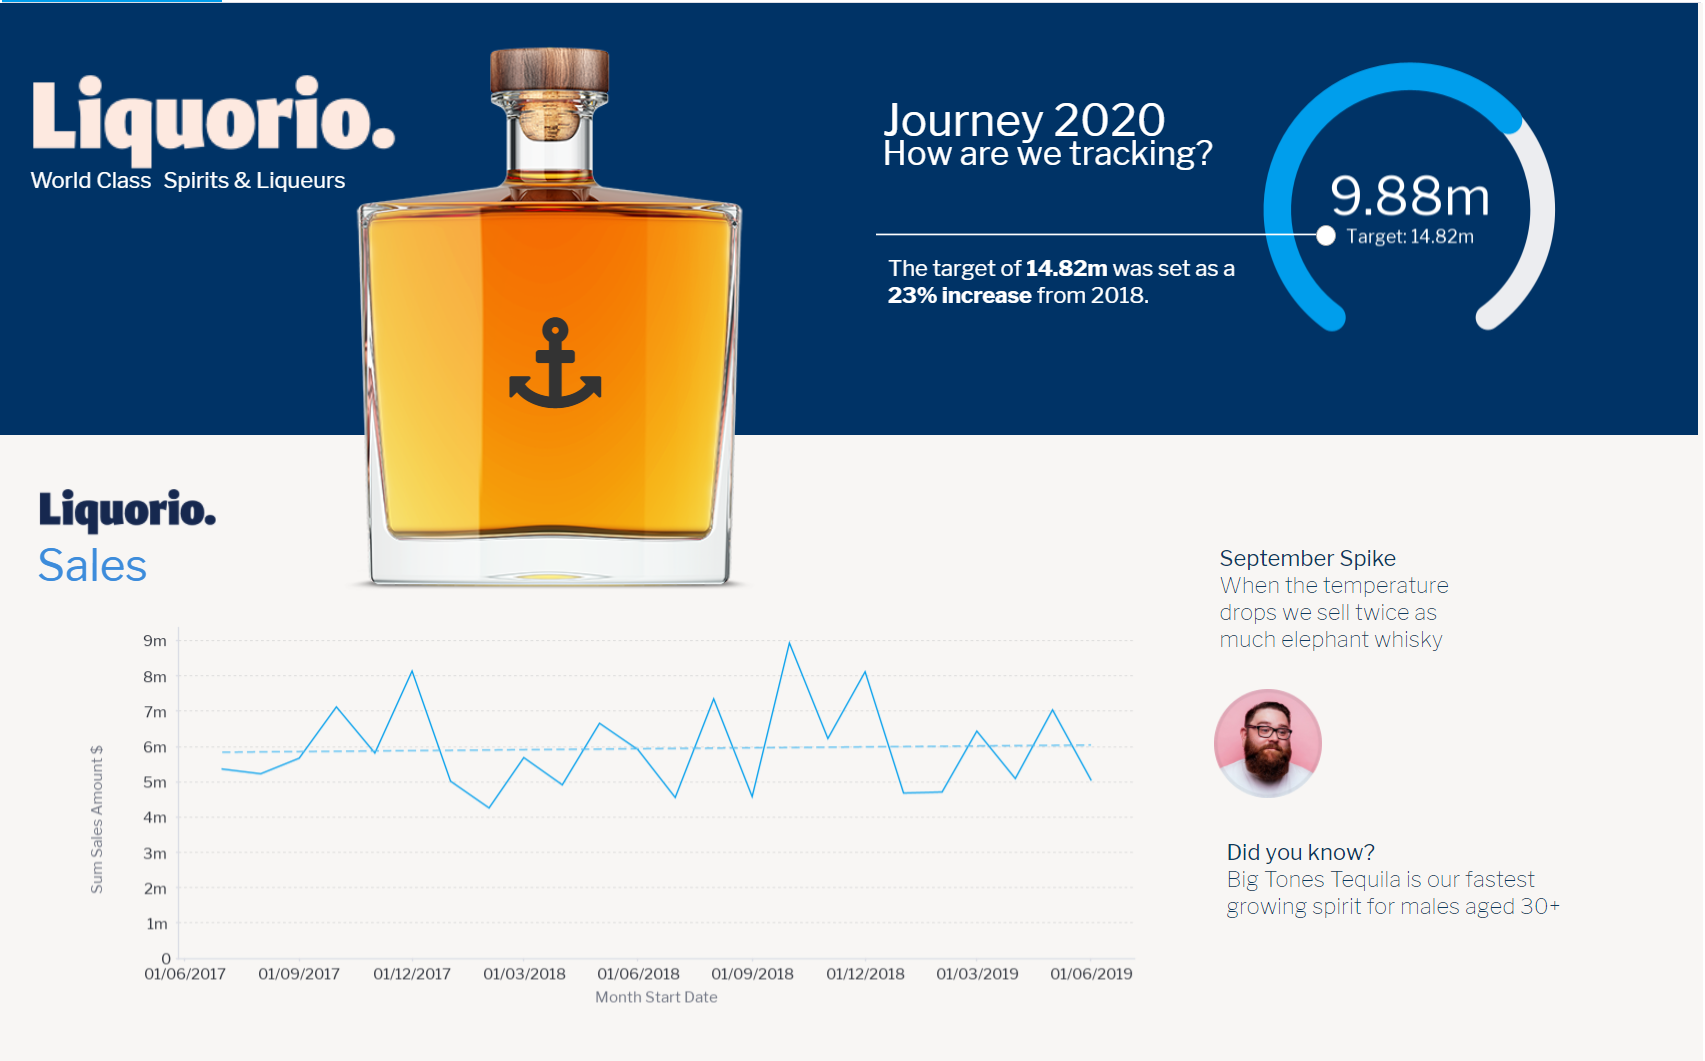 Liquorio.
World Class Spirits & Liqueurs
Journey 2020
How are we tracking?
9.88m
Target: 14.82m
The target of 14.82m was set as a
23% increase from 2018.
Liquorio.
Sales
September Spike
When the temperature
drops we sell twice as
much elephant whisky
Did you know?
Big Tones Tequila is our fastest
growing spirit for males aged 30+
Sum Sales Amount $
9m
8m
7m
6m
5m
4m
3m
2m
1m
0
01/06/2017 01/09/2017 01/12/2017 01/03/2018 01/06/2018 01/09/2018 01/12/2018 01/03/2019 01/06/2019
Month Start Date